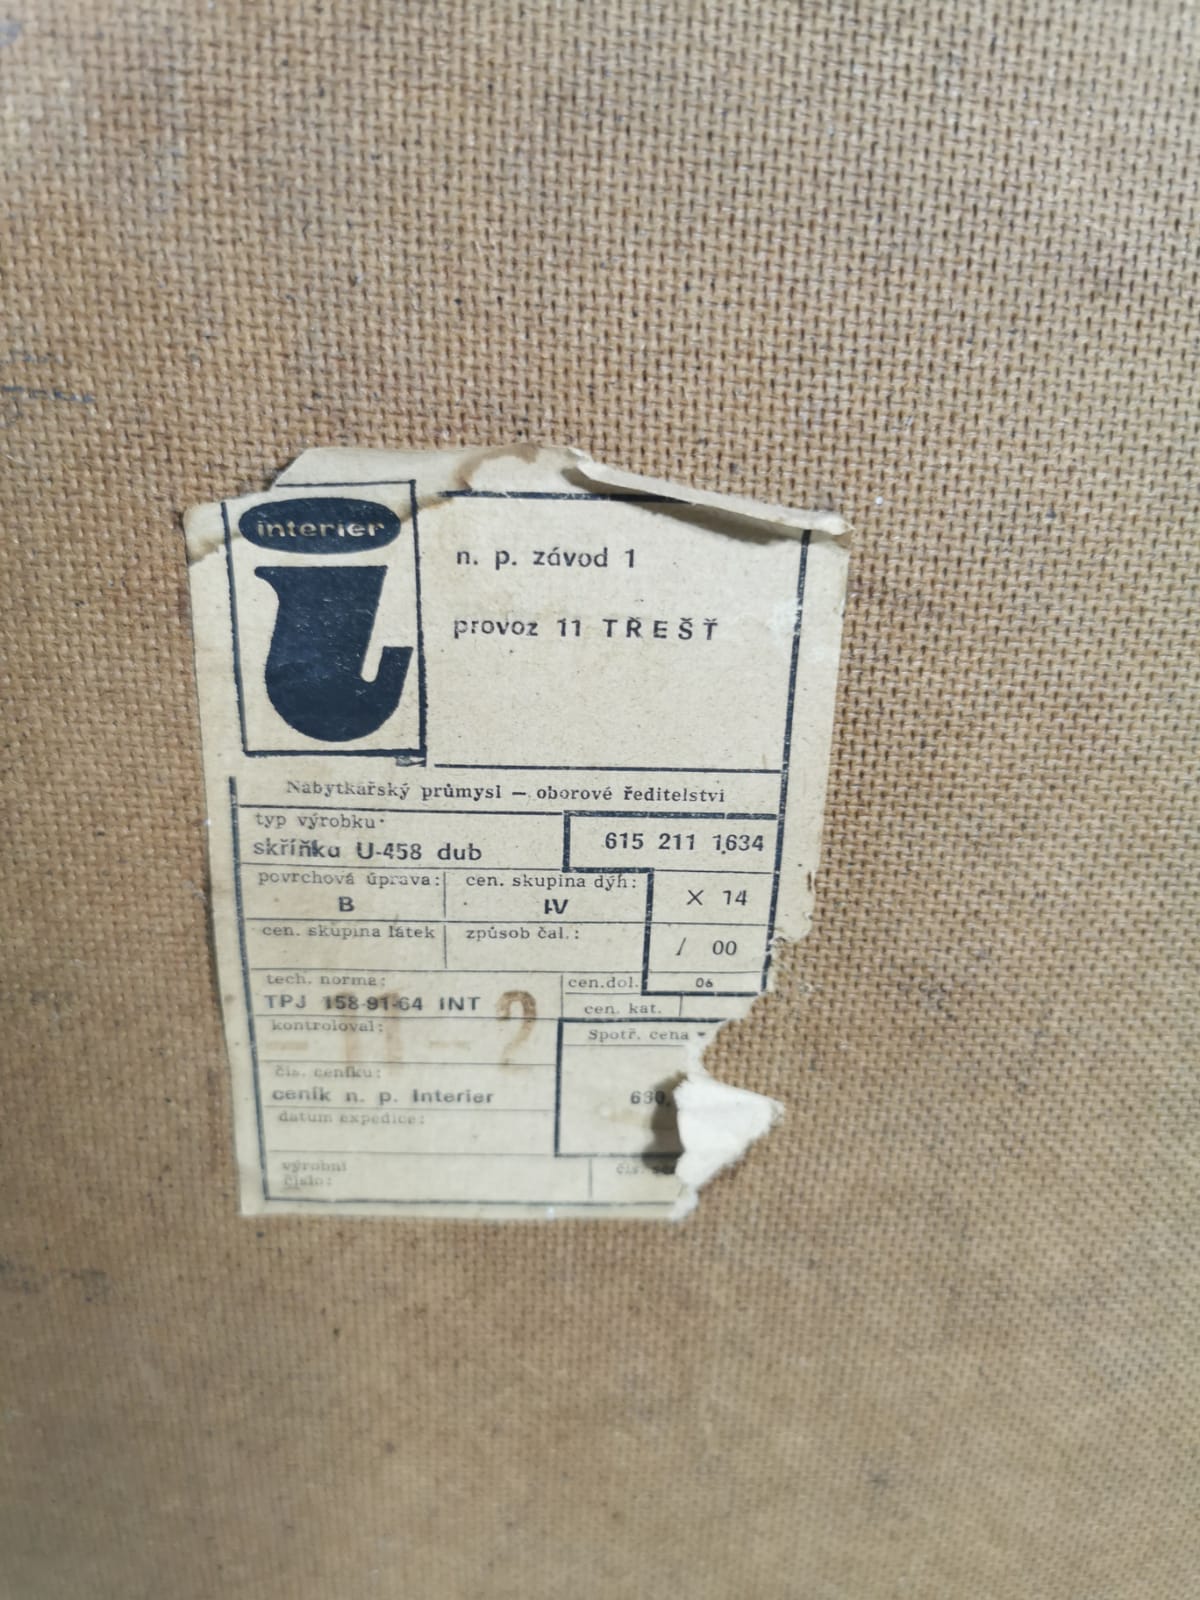 interier
n. p. závod 1
provoz 11 TŘEŠŤ
Nábytkářský průmysl — oborové ředitelství
typ výrobku:
skříňka U-458 dub
615 211 1634
povrchová úprava:
B
cen. skupina dýh:
IV
X 14
cen. skupina látek
způsob čal.:
/ 00
tech. norma:
TPJ 158-91-64 INT
cen.dol.
06
cen. kat.
kontroloval:
Spotř. cena
čís. ceníku:
ceník n. p. Interier
datum expedice:
výrobní
číslo: